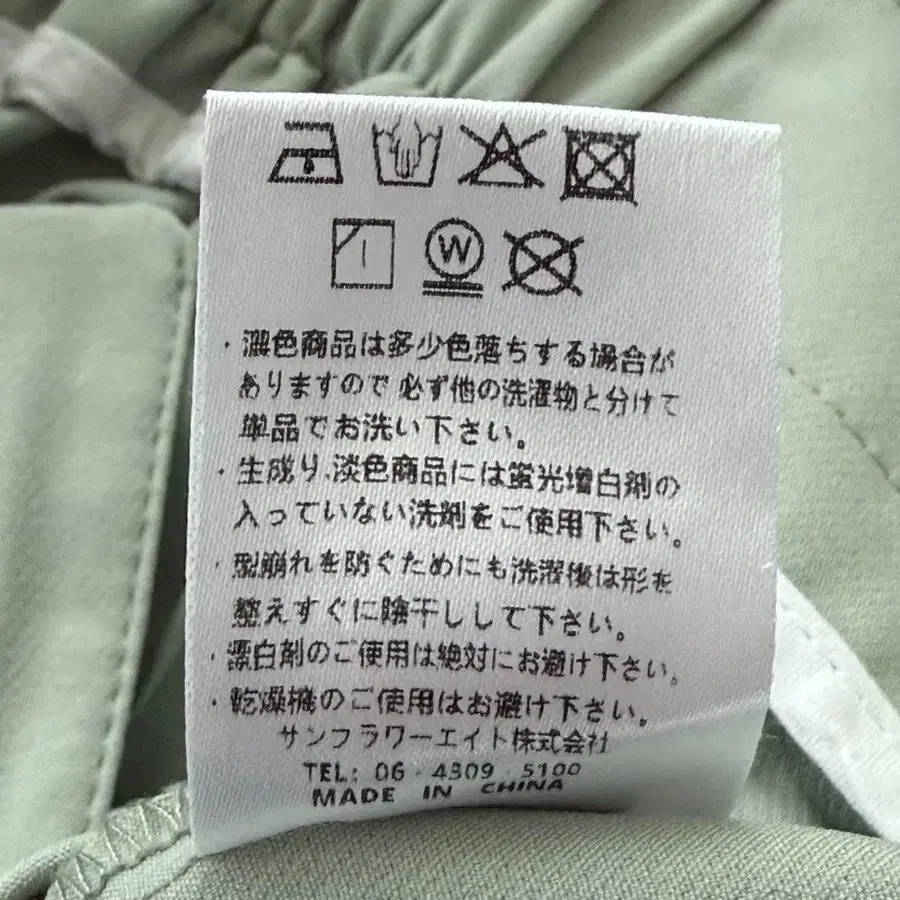 W
・濃色商品は多少色落ちする場合が
ありますので必ず他の洗濯物と分けて
単品でお洗い下さい。
・生成り、淡色商品には蛍光増白剤の
入っていない洗剤をご使用下さい。
・型崩れを防ぐためにも洗濯後は形を
整えすぐに陰干しして下さい。
・漂白剤のご使用は絶対にお避け下さい。
・乾燥機のご使用はお避け下さい。
サンフラワーエイト株式会社
TEL: 06-4309-5100
MADE IN CHINA